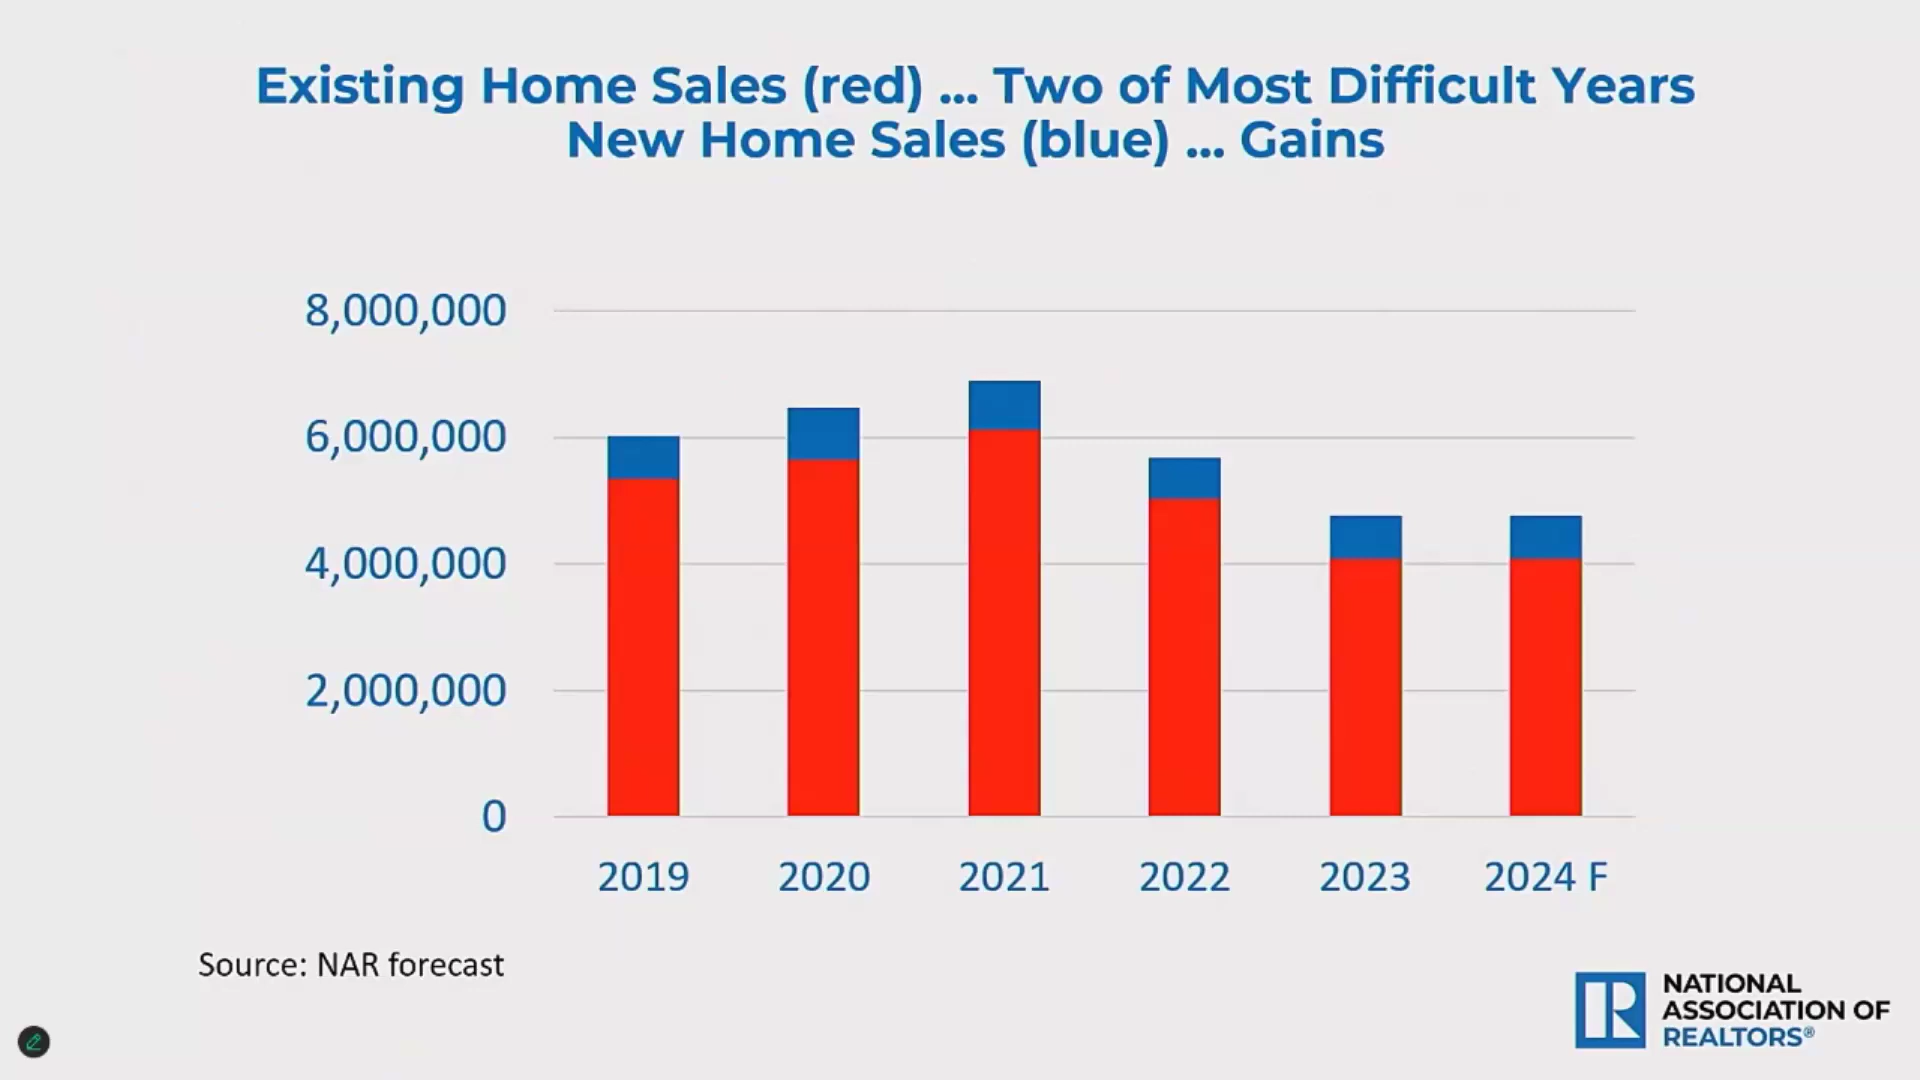 Existing Home Sales (red) ... Two of Most Difficult Years
New Home Sales (blue) ... Gains
8,000,000
6,000,000
4,000,000
2,000,000
0
2019 2020 2021 2022 2023 2024 F
Source: NAR forecast
R
NATIONAL
ASSOCIATION OF
REALTORS®